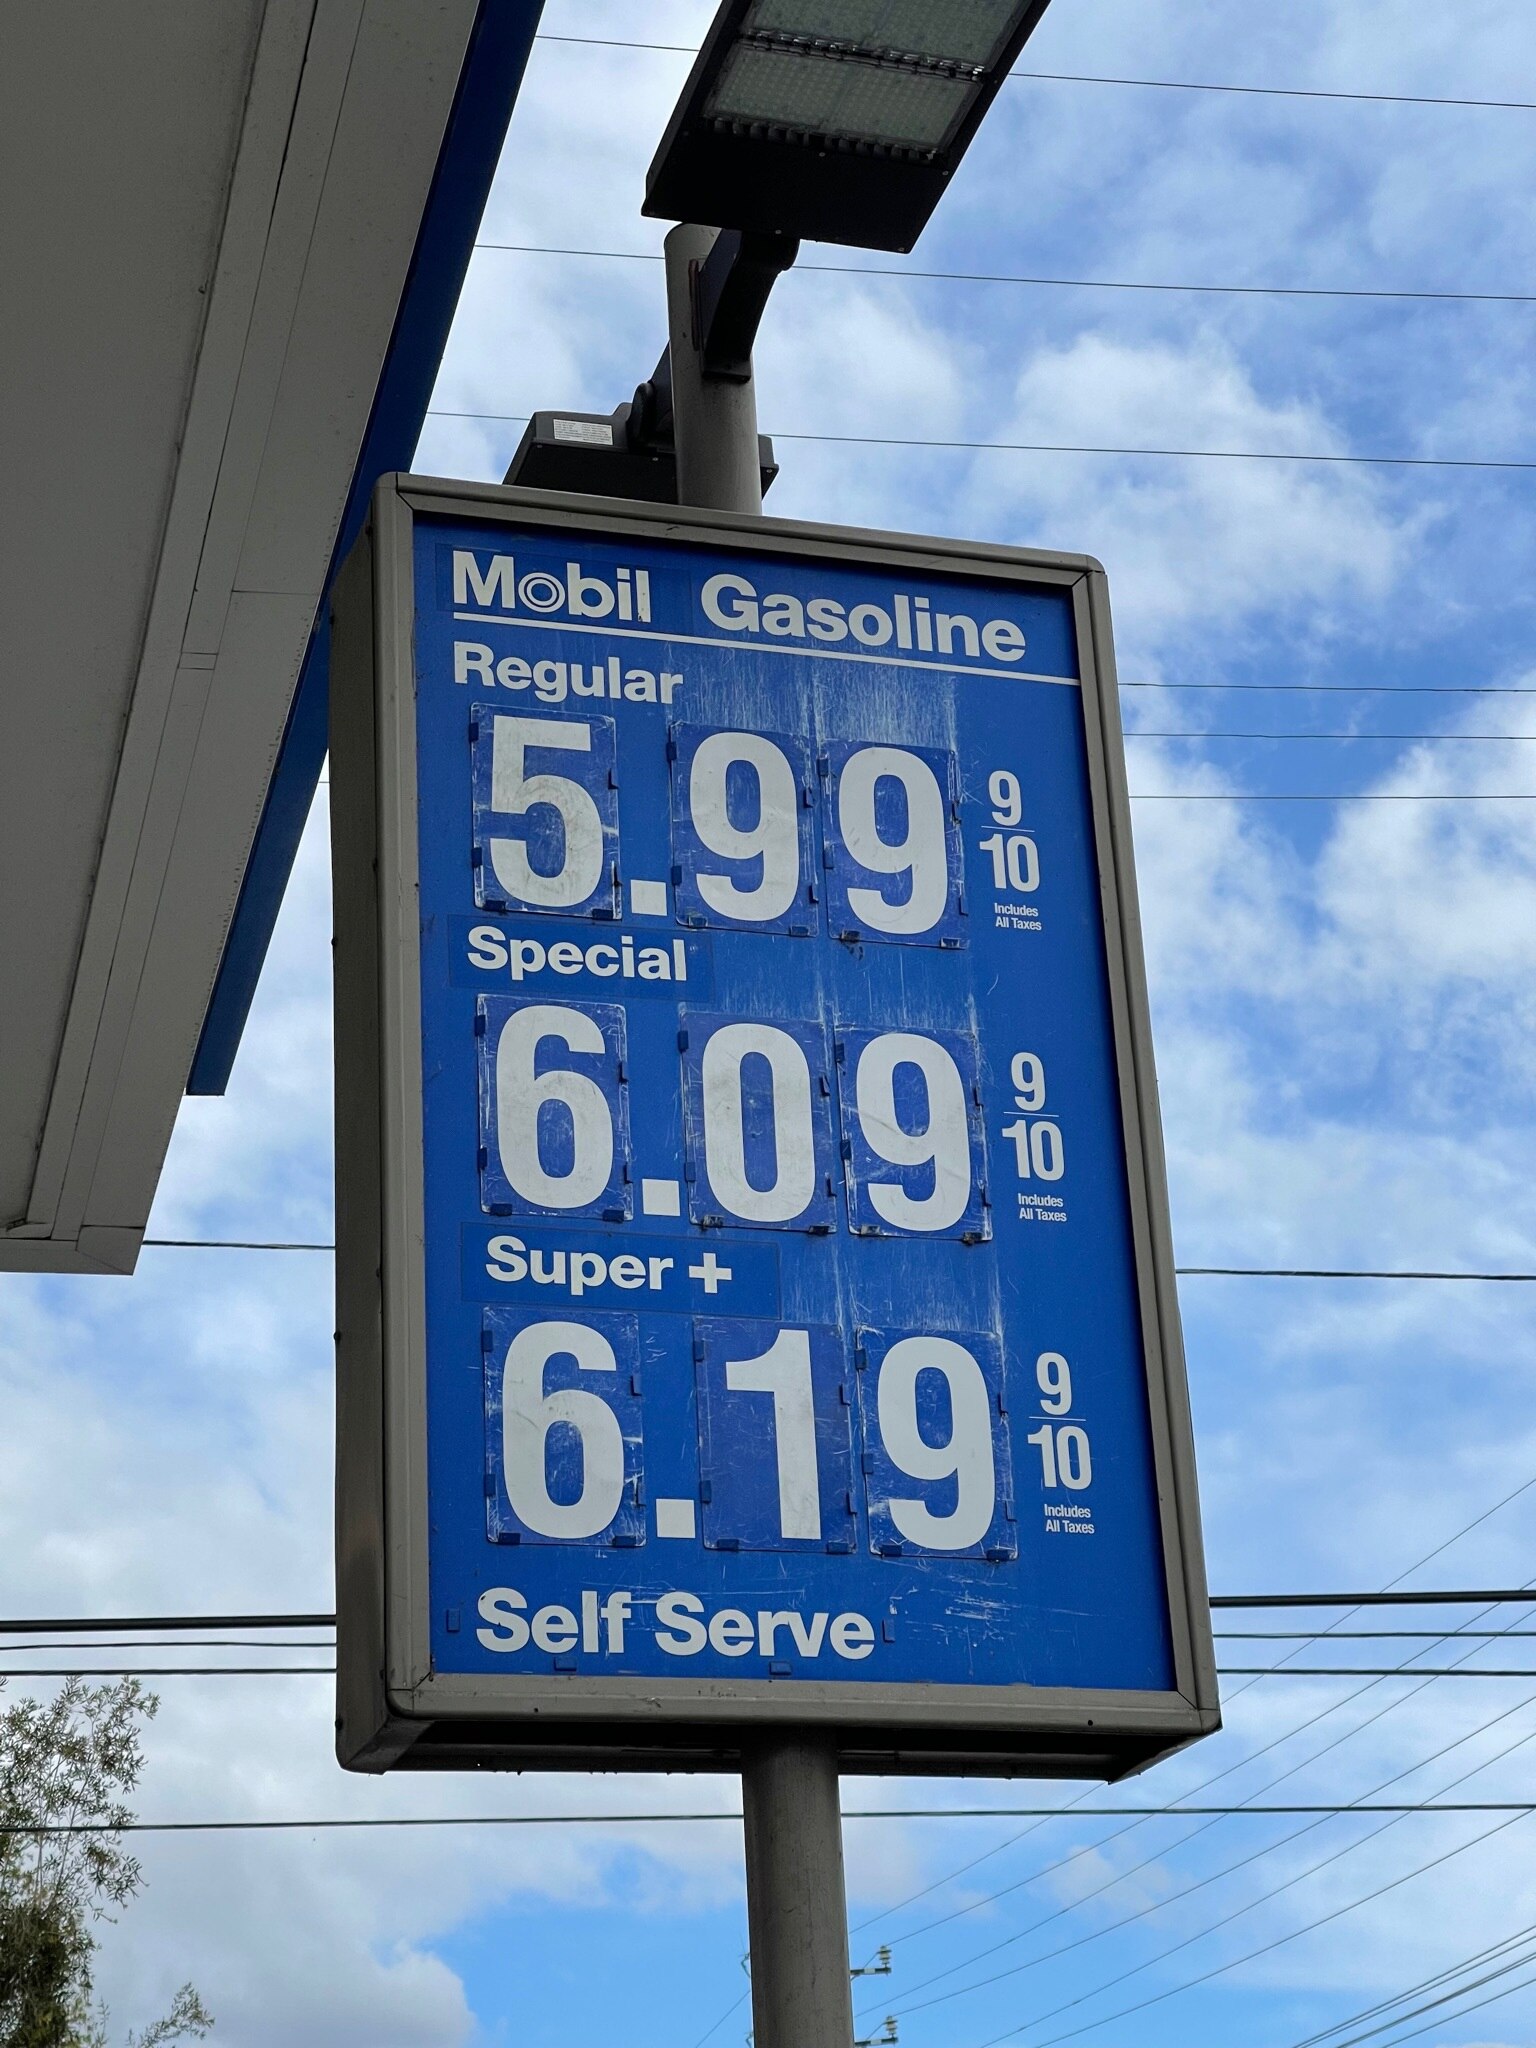 Mobil Gasoline
Regular
5.99 9/10
Includes
All Taxes
Special
6.09 9/10
Includes
All Taxes
Super +
6.19 9/10
Includes
All Taxes
Self Serve